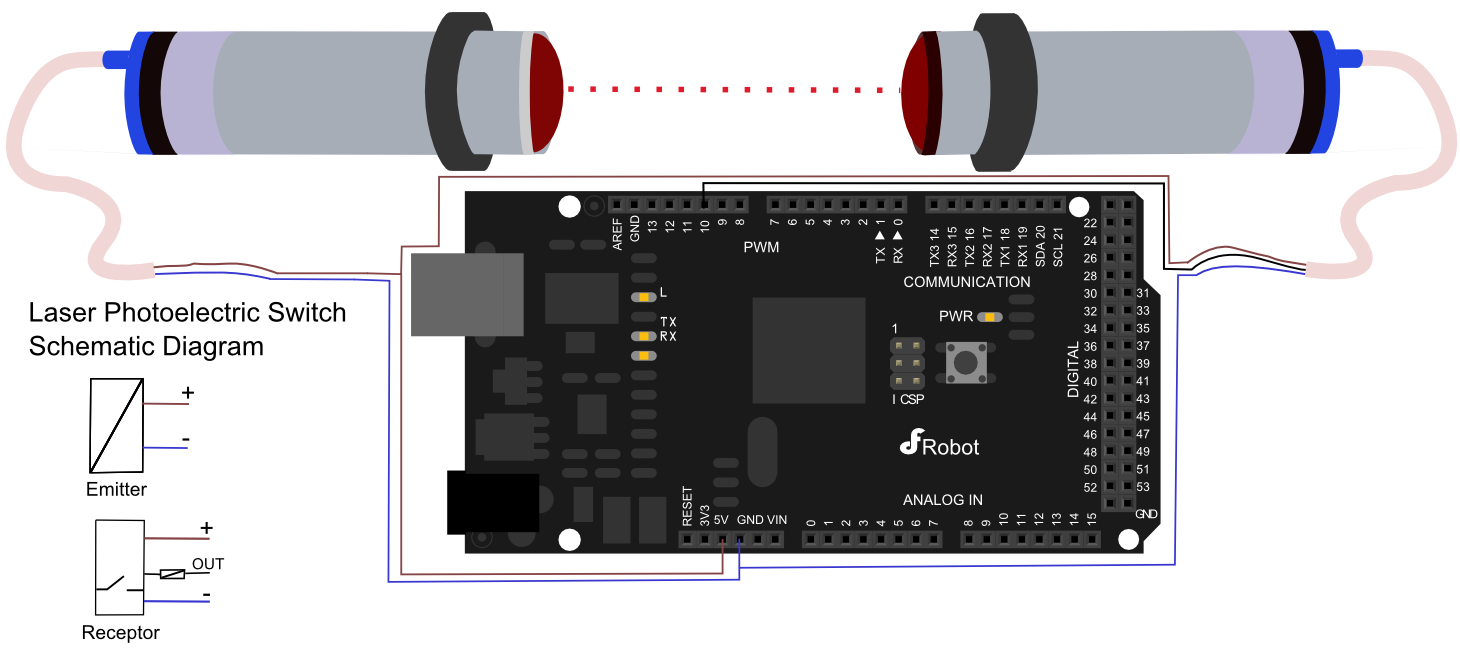 AREF
GND
13
12
11
10
9
8
7
6
5
4
3
2
TX ▲ 1
RX ▲ 0
PWM
TX3 14
RX3 15
TX2 16
RX2 17
TX1 18
RX1 19
SDA 20
SCL 21
COMMUNICATION
22
24
26
28
30 31
32 33
34 35
36 37
38 39
40 41
42 43
44 45
46 47
48 49
50 51
52 53
GND
DIGITAL
L
TX
RX
PWR
1
ICSP
Robot
ANALOG IN
RESET
3V3
5V
GND VIN
0
1
2
3
4
5
6
7
8
9
10
11
12
13
14
15
Laser Photoelectric Switch
Schematic Diagram
+
-
Emitter
+
OUT
-
Receptor